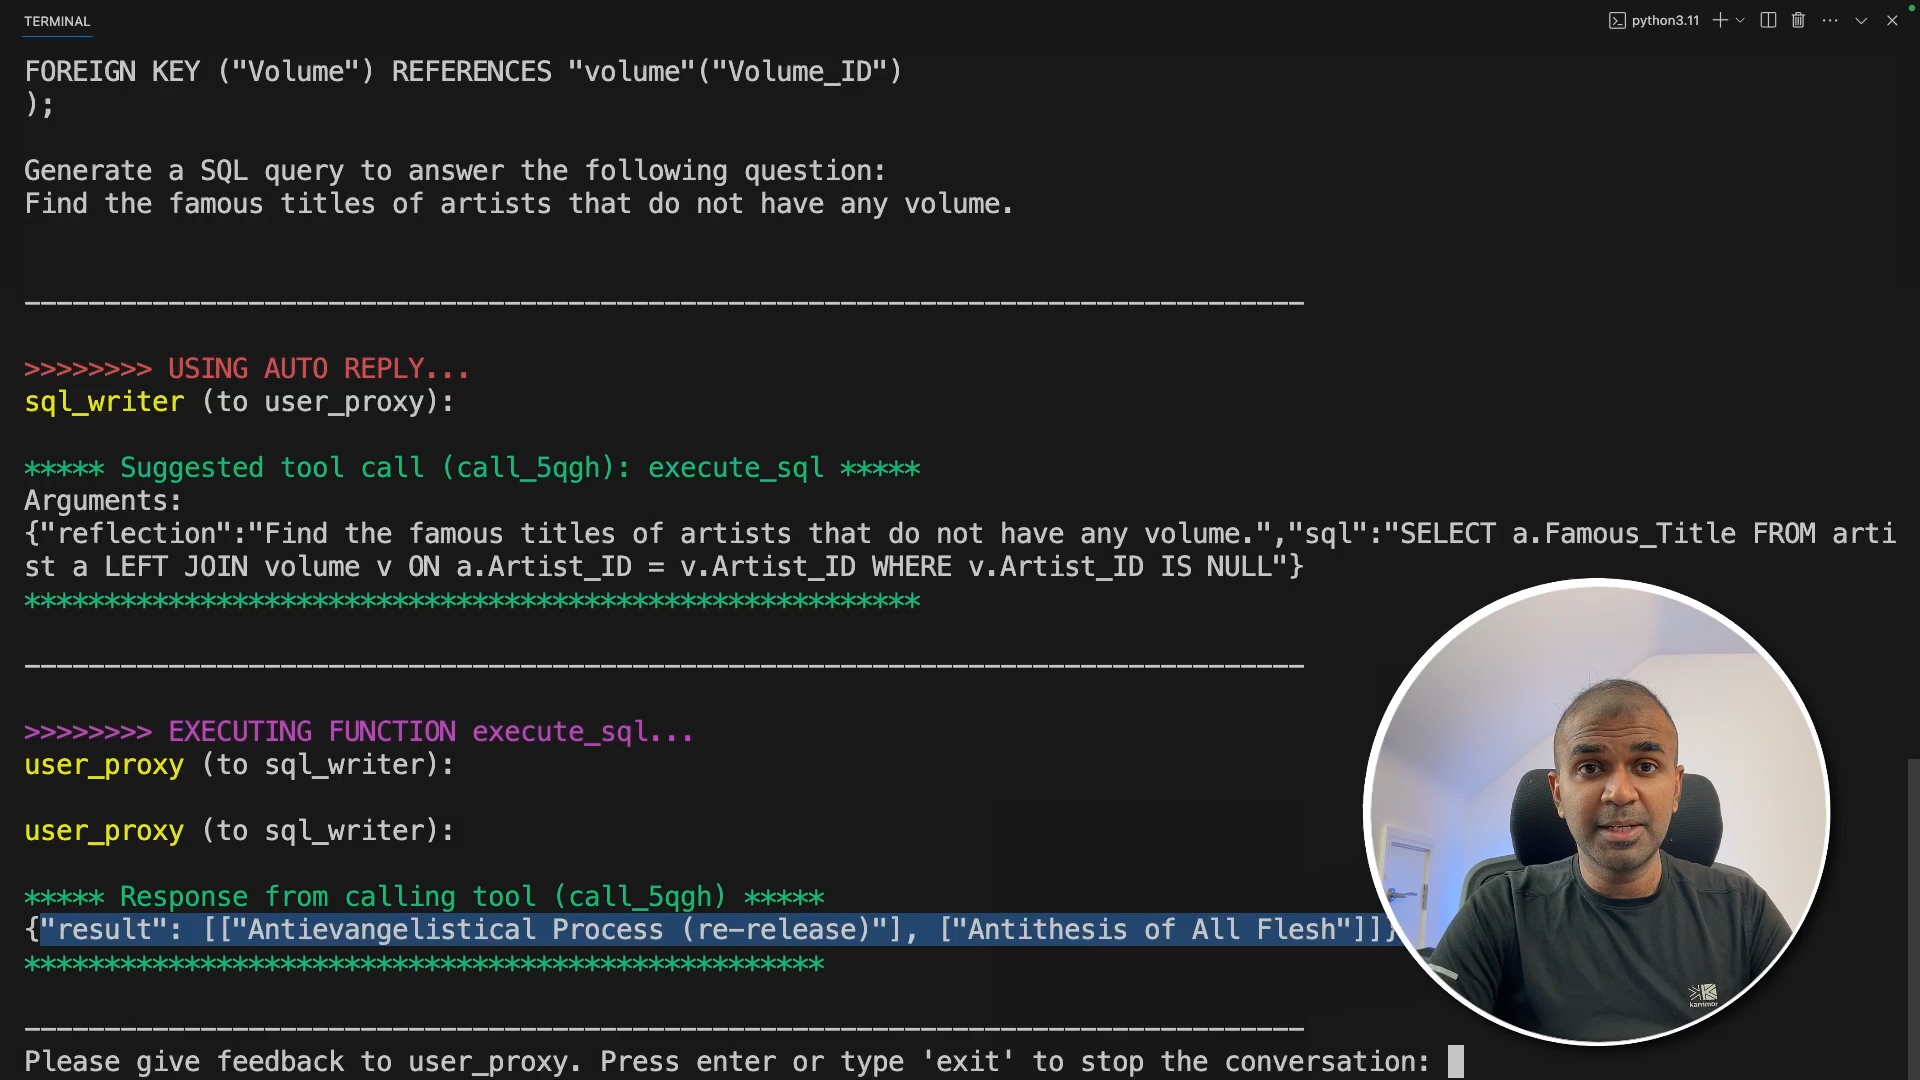 TERMINAL
python3.11
FOREIGN KEY ("Volume") REFERENCES "volume"("Volume_ID")
);
Generate a SQL query to answer the following question:
Find the famous titles of artists that do not have any volume.
--------------------------------------------------------------------------------
>>>>>>>> USING AUTO REPLY...
sql_writer (to user_proxy):
***** Suggested tool call (call_5qgh): execute_sql *****
Arguments:
{"reflection":"Find the famous titles of artists that do not have any volume.","sql":"SELECT a.Famous_Title FROM arti
st a LEFT JOIN volume v ON a.Artist_ID = v.Artist_ID WHERE v.Artist_ID IS NULL"}
********************************************************
--------------------------------------------------------------------------------
>>>>>>>> EXECUTING FUNCTION execute_sql...
user_proxy (to sql_writer):
user_proxy (to sql_writer):
***** Response from calling tool (call_5qgh) *****
{"result": [["Antievangelistical Process (re-release)"], ["Antithesis of All Flesh"]]}
**************************************************
--------------------------------------------------------------------------------
Please give feedback to user_proxy. Press enter or type 'exit' to stop the conversation:
karrimor